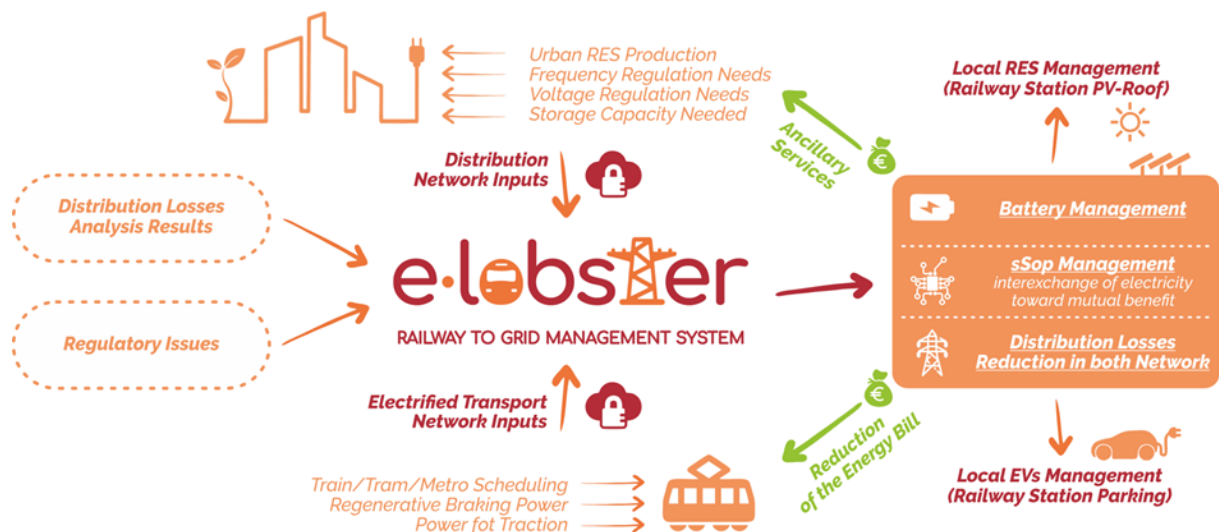 Urban RES Production
Frequency Regulation Needs
Voltage Regulation Needs
Storage Capacity Needed
Distribution
Network Inputs
Distribution Losses
Analysis Results
Regulatory Issues
e·lobster
RAILWAY TO GRID MANAGEMENT SYSTEM
Electrified Transport
Network Inputs
Train/Tram/Metro Scheduling
Regenerative Braking Power
Power fot Traction
Ancillary
Services
€
Reduction
of the Energy Bill
€
Local RES Management
(Railway Station PV-Roof)
Battery Management
sSop Management
interexchange of electricity
toward mutual benefit
Distribution Losses
Reduction in both Network
Local EVs Management
(Railway Station Parking)